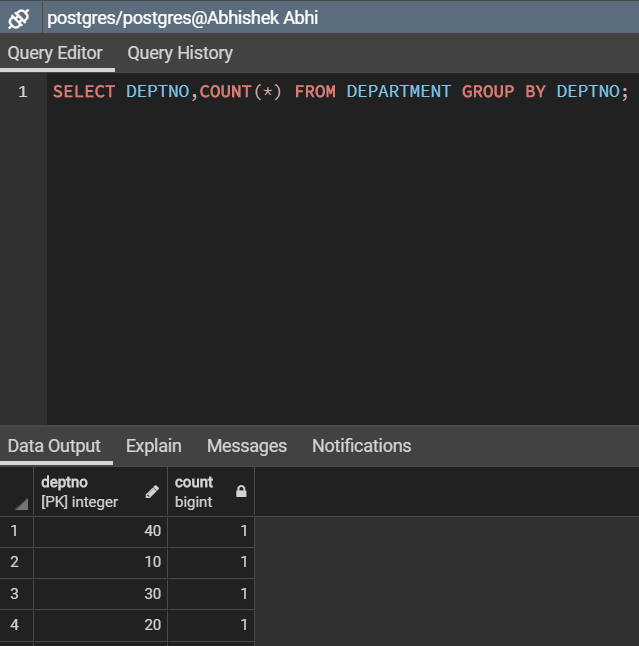 postgres/postgres@Abhishek Abhi
Query Editor Query History
1 SELECT DEPTNO,COUNT(*) FROM DEPARTMENT GROUP BY DEPTNO;
Data Output Explain Messages Notifications
deptno count
[PK] integer bigint
1 40 1
2 10 1
3 30 1
4 20 1